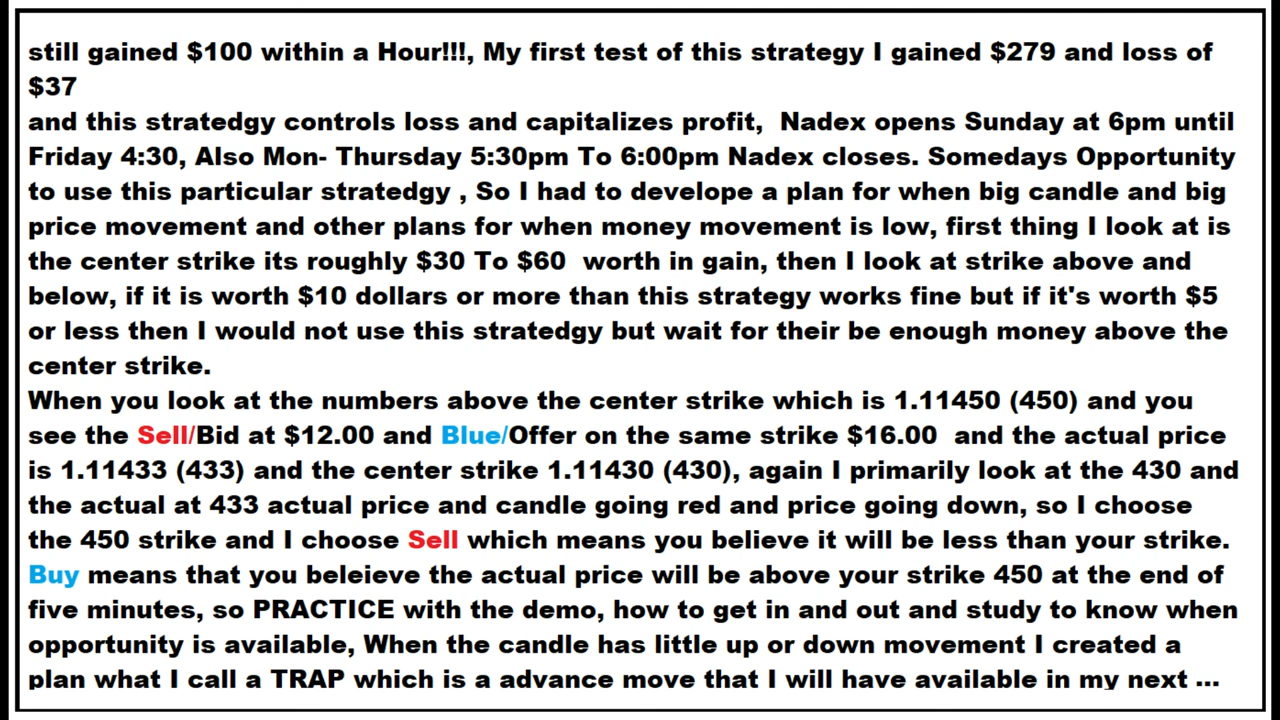 still gained $100 within a Hour!!!, My first test of this strategy I gained $279 and loss of
$37
and this stratedgy controls loss and capitalizes profit,  Nadex opens Sunday at 6pm until
Friday 4:30, Also Mon- Thursday 5:30pm To 6:00pm Nadex closes. Somedays Opportunity
to use this particular stratedgy , So I had to develope a plan for when big candle and big
price movement and other plans for when money movement is low, first thing I look at is
the center strike its roughly $30 To $60  worth in gain, then I look at strike above and
below, if it is worth $10 dollars or more than this strategy works fine but if it's worth $5
or less then I would not use this stratedgy but wait for their be enough money above the
center strike.
When you look at the numbers above the center strike which is 1.11450 (450) and you
see the Sell/Bid at $12.00 and Blue/Offer on the same strike $16.00  and the actual price
is 1.11433 (433) and the center strike 1.11430 (430), again I primarily look at the 430 and
the actual at 433 actual price and candle going red and price going down, so I choose
the 450 strike and I choose Sell which means you believe it will be less than your strike.
Buy means that you beleieve the actual price will be above your strike 450 at the end of
five minutes, so PRACTICE with the demo, how to get in and out and study to know when
opportunity is available, When the candle has little up or down movement I created a
plan what I call a TRAP which is a advance move that I will have available in my next ...